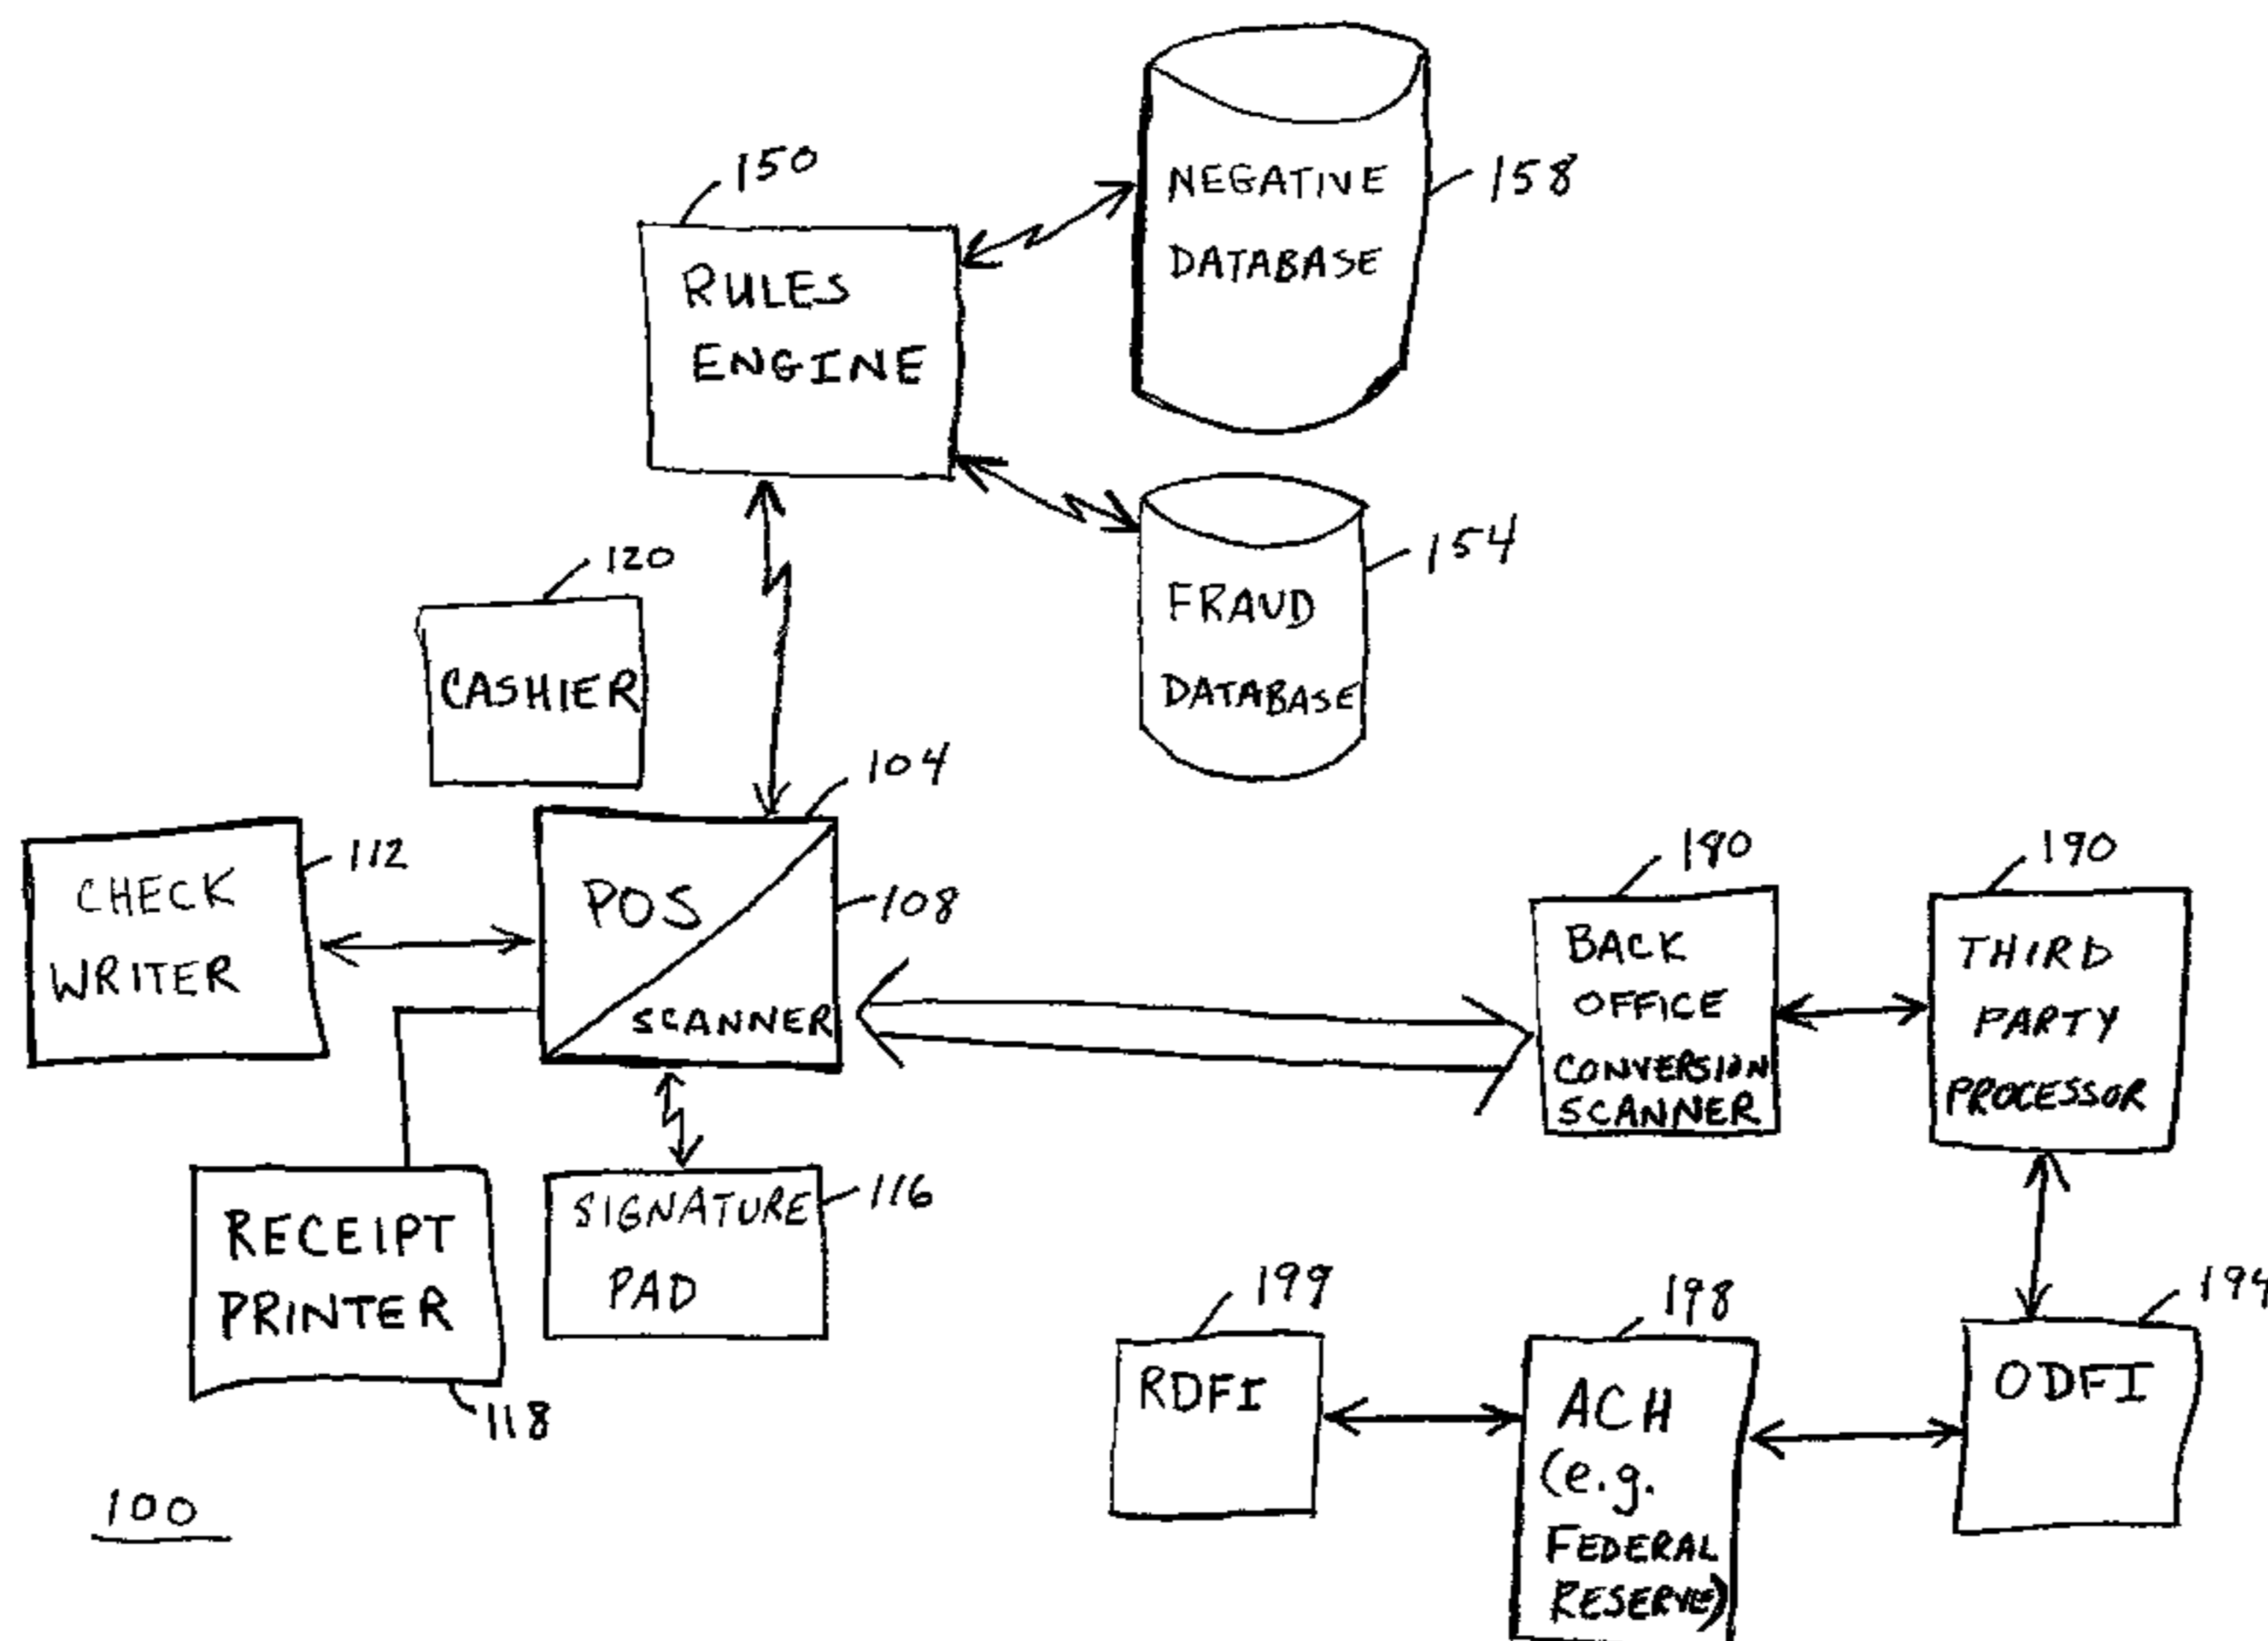 150
RULES
ENGINE
NEGATIVE
DATABASE
158
120
CASHIER
FRAUD
DATABASE
154
104
CHECK
WRITER
112
POS
SCANNER
108
BACK
OFFICE
CONVERSION
SCANNER
180
THIRD
PARTY
PROCESSOR
190
RECEIPT
PRINTER
118
SIGNATURE
PAD
116
RDFI
199
ACH
(e.g.
FEDERAL
RESERVE)
198
ODFI
194
100